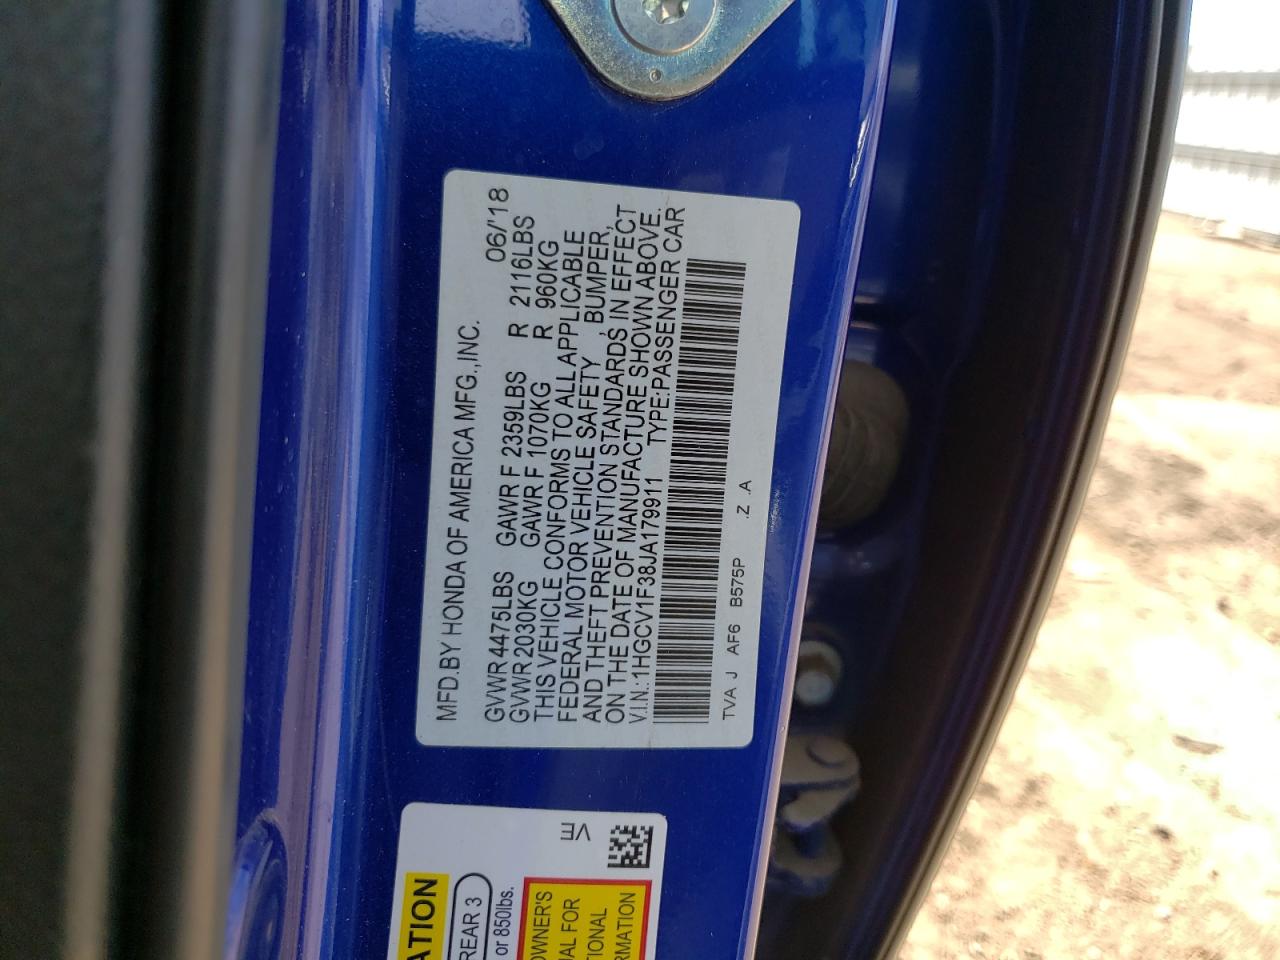 MFD.BY HONDA OF AMERICA MFG.,INC. 06/'18
GVWR 4475LBS GAWR F 2359LBS R 2116LBS
GVWR 2030KG GAWR F 1070KG R 960KG
THIS VEHICLE CONFORMS TO ALL APPLICABLE
FEDERAL MOTOR VEHICLE SAFETY , BUMPER,
AND THEFT PREVENTION STANDARDS IN EFFECT
ON THE DATE OF MANUFACTURE SHOWN ABOVE.
V.I.N.:1HGCV1F38JA179911 TYPE:PASSENGER CAR
TVA J AF6 B575P .Z .A
VE
ATION
REAR 3
or 850lbs.
OWNER'S
AL FOR
TIONAL
RMATION